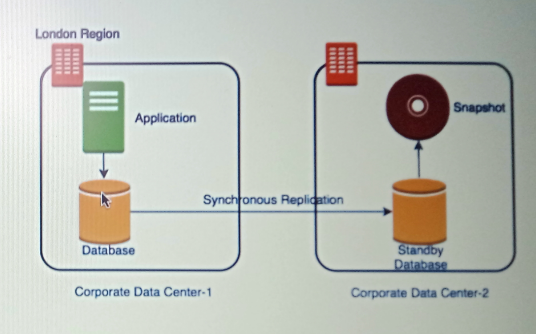 London Region
Application
Snapshot
Synchronous Replication
Database
Standby
Database
Corporate Data Center-1
Corporate Data Center-2